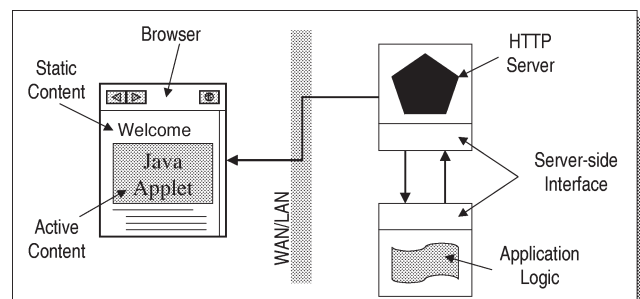 Browser
Static
Content
Welcome
Java
Applet
Active
Content
WAN/LAN
HTTP
Server
Server-side
Interface
Application
Logic